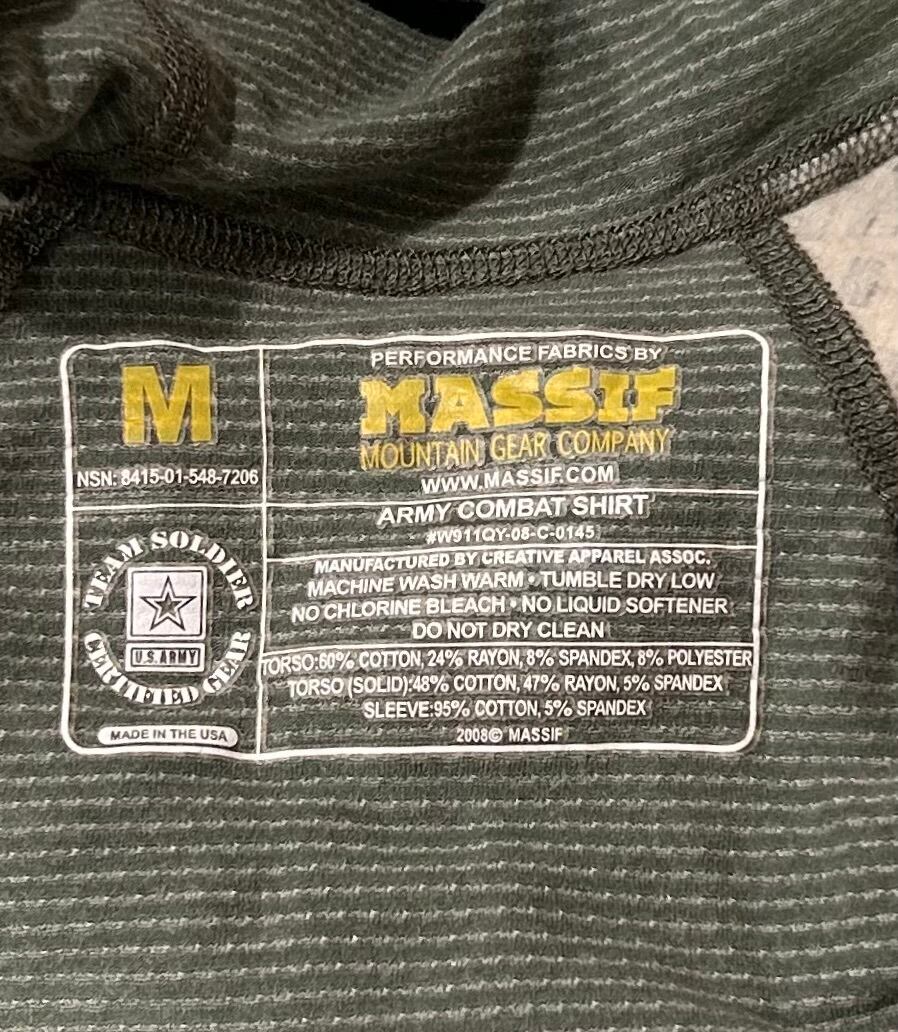 M
NSN: 8415-01-548-7206
TEAM SOLDIER
U.S.ARMY
CERTIFIED GEAR
MADE IN THE USA
PERFORMANCE FABRICS BY
MASSIF
MOUNTAIN GEAR COMPANY
WWW.MASSIF.COM
ARMY COMBAT SHIRT
#W911QY-08-C-0145
MANUFACTURED BY CREATIVE APPAREL ASSOC.
MACHINE WASH WARM • TUMBLE DRY LOW
NO CHLORINE BLEACH • NO LIQUID SOFTENER
DO NOT DRY CLEAN
TORSO:60% COTTON, 24% RAYON, 8% SPANDEX, 8% POLYESTER
TORSO (SOLID):48% COTTON, 47% RAYON, 5% SPANDEX
SLEEVE:95% COTTON, 5% SPANDEX
2008© MASSIF